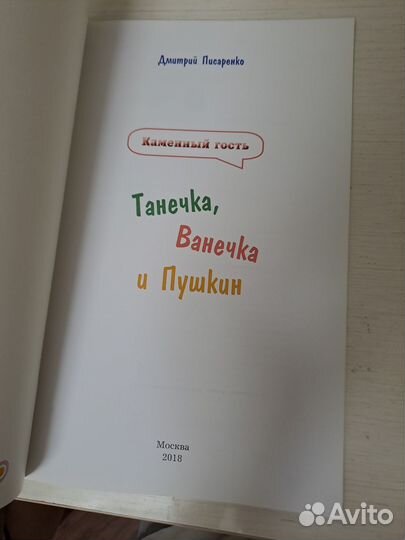 Дмитрий Писаренко
Каменный гость
Танечка,
Ванечка
и Пушкин
Москва
2018
Avito